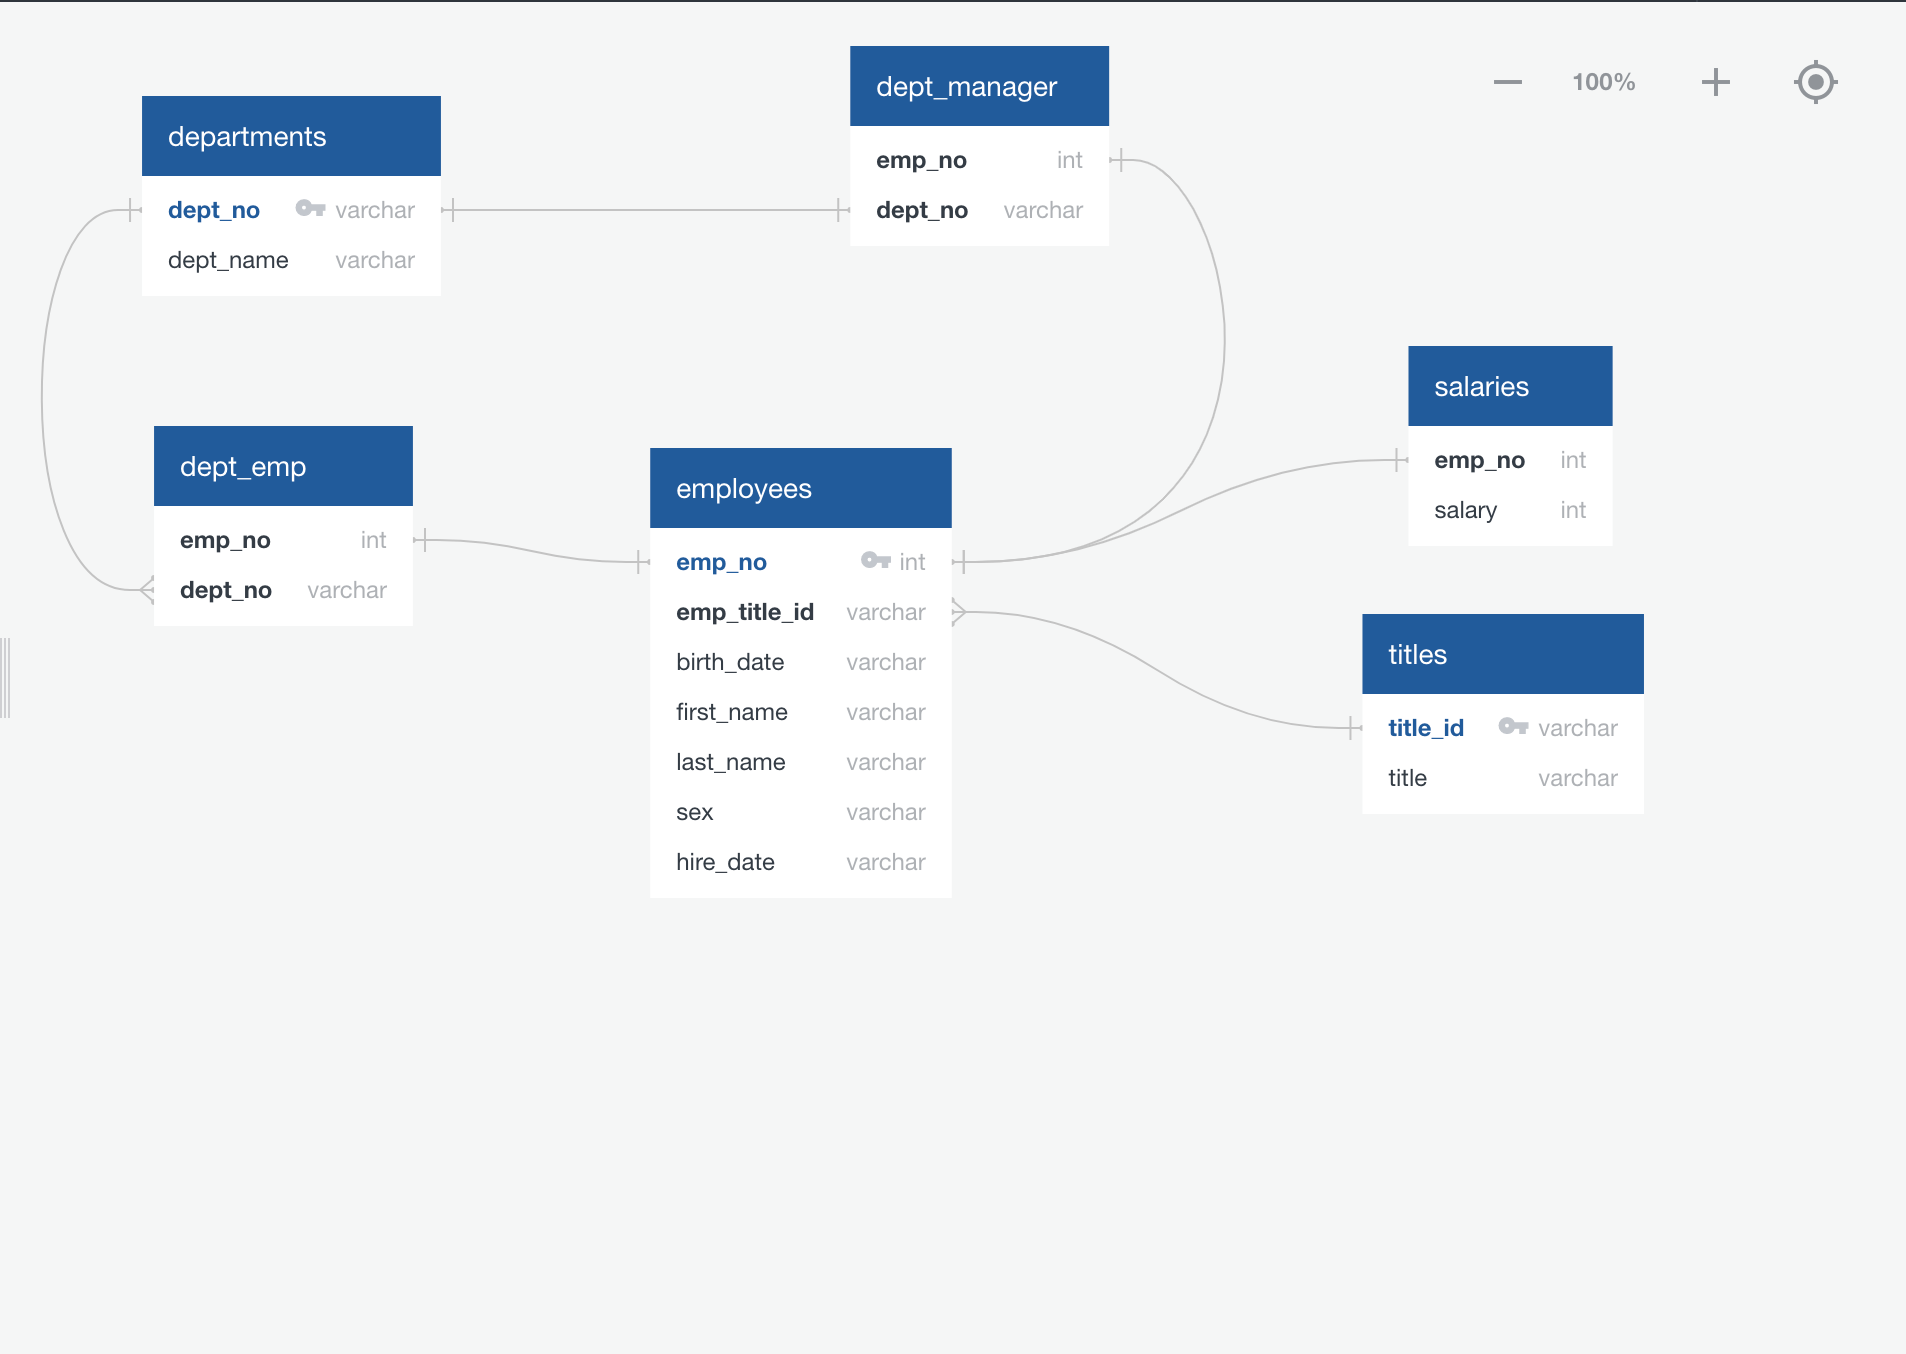 100%
departments
dept_no varchar
dept_name varchar
dept_manager
emp_no int
dept_no varchar
dept_emp
emp_no int
dept_no varchar
employees
emp_no int
emp_title_id varchar
birth_date varchar
first_name varchar
last_name varchar
sex varchar
hire_date varchar
salaries
emp_no int
salary int
titles
title_id varchar
title varchar